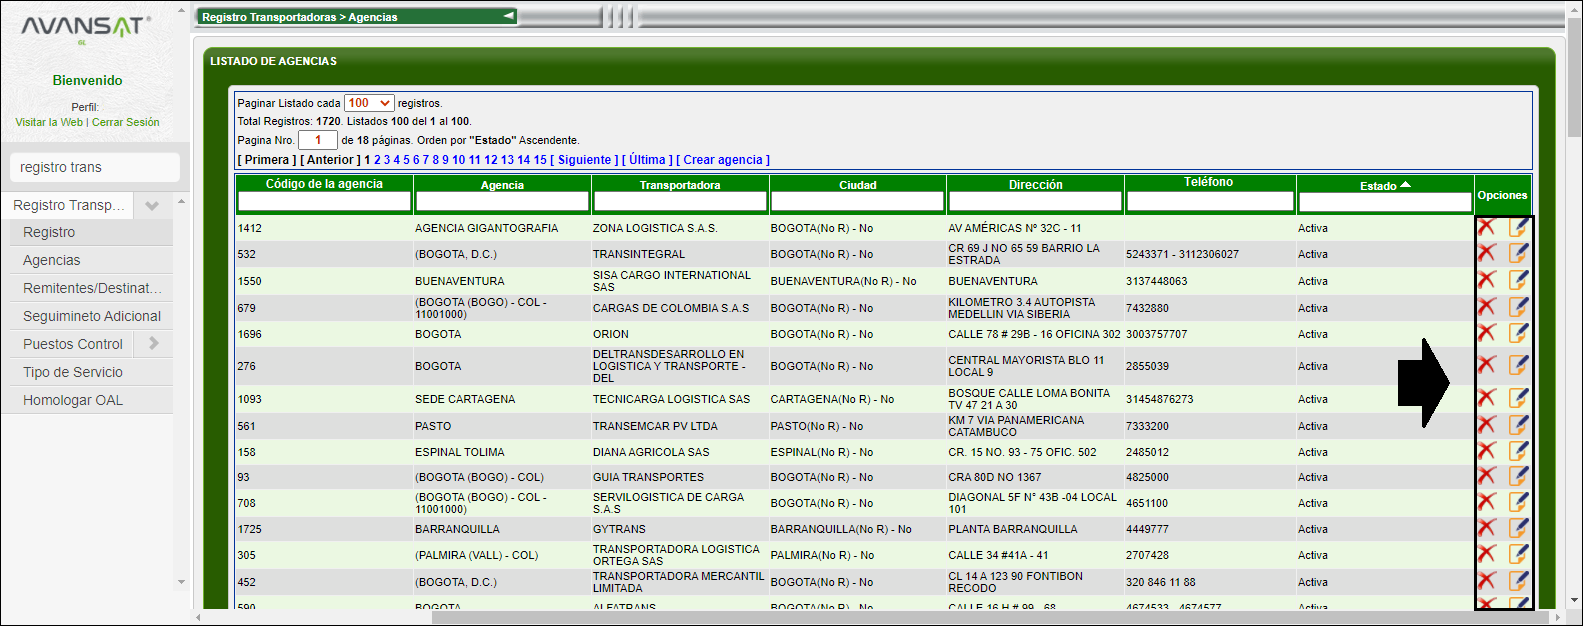 AVANSAT
GL
Bienvenido
Perfil:
Visitar la Web | Cerrar Sesión
registro trans
Registro Transp...
Registro
Agencias
Remitentes/Destinat...
Seguimineto Adicional
Puestos Control
Tipo de Servicio
Homologar OAL
Registro Transportadoras > Agencias
LISTADO DE AGENCIAS
Paginar Listado cada 100 registros.
Total Registros: 1720. Listados 100 del 1 al 100.
Pagina Nro. 1 de 18 páginas. Orden por "Estado" Ascendente.
[ Primera ] [ Anterior ] 1 2 3 4 5 6 7 8 9 10 11 12 13 14 15 [ Siguiente ] [ Última ] [ Crear agencia ]
Código de la agencia Agencia Transportadora Ciudad Dirección Teléfono Estado Opciones
1412 AGENCIA GIGANTOGRAFIA ZONA LOGISTICA S.A.S. BOGOTA(No R) - No AV AMÉRICAS Nº 32C - 11 Activa
532 (BOGOTA, D.C.) TRANSINTEGRAL BOGOTA(No R) - No CR 69 J NO 65 59 BARRIO LA ESTRADA 5243371 - 3112306027 Activa
1550 BUENAVENTURA SISA CARGO INTERNATIONAL SAS BUENAVENTURA(No R) - No BUENAVENTURA 3137448063 Activa
679 (BOGOTA (BOGO) - COL - 11001000) CARGAS DE COLOMBIA S.A.S BOGOTA(No R) - No KILOMETRO 3.4 AUTOPISTA MEDELLIN VIA SIBERIA 7432880 Activa
1696 BOGOTA ORION BOGOTA(No R) - No CALLE 78 # 29B - 16 OFICINA 302 3003757707 Activa
276 BOGOTA DELTRANSDESARROLLO EN LOGISTICA Y TRANSPORTE - DEL BOGOTA(No R) - No CENTRAL MAYORISTA BLO 11 LOCAL 9 2855039 Activa
1093 SEDE CARTAGENA TECNICARGA LOGISTICA SAS CARTAGENA(No R) - No BOSQUE CALLE LOMA BONITA TV 47 21 A 30 31454876273 Activa
561 PASTO TRANSEMCAR PV LTDA PASTO(No R) - No KM 7 VIA PANAMERICANA CATAMBUCO 7333200 Activa
158 ESPINAL TOLIMA DIANA AGRICOLA SAS ESPINAL(No R) - No CR. 15 NO. 93 - 75 OFIC. 502 2485012 Activa
93 (BOGOTA (BOGO) - COL) GUIA TRANSPORTES BOGOTA(No R) - No CRA 80D NO 1367 4825000 Activa
708 (BOGOTA (BOGO) - COL - 11001000) SERVILOGISTICA DE CARGA S.A.S BOGOTA(No R) - No DIAGONAL 5F N° 43B -04 LOCAL 101 4651100 Activa
1725 BARRANQUILLA GYTRANS BARRANQUILLA(No R) - No PLANTA BARRANQUILLA 4449777 Activa
305 (PALMIRA (VALL) - COL) TRANSPORTADORA LOGISTICA ORTEGA SAS PALMIRA(No R) - No CALLE 34 #41A - 41 2707428 Activa
452 (BOGOTA, D.C.) TRANSPORTADORA MERCANTIL LIMITADA BOGOTA(No R) - No CL 14 A 123 90 FONTIBON RECODO 320 846 11 88 Activa
590 BOGOTA ALFATRANS BOGOTA(No R) - No CALLE 16 H # 99 - 68 4674533 - 4674577 Activa